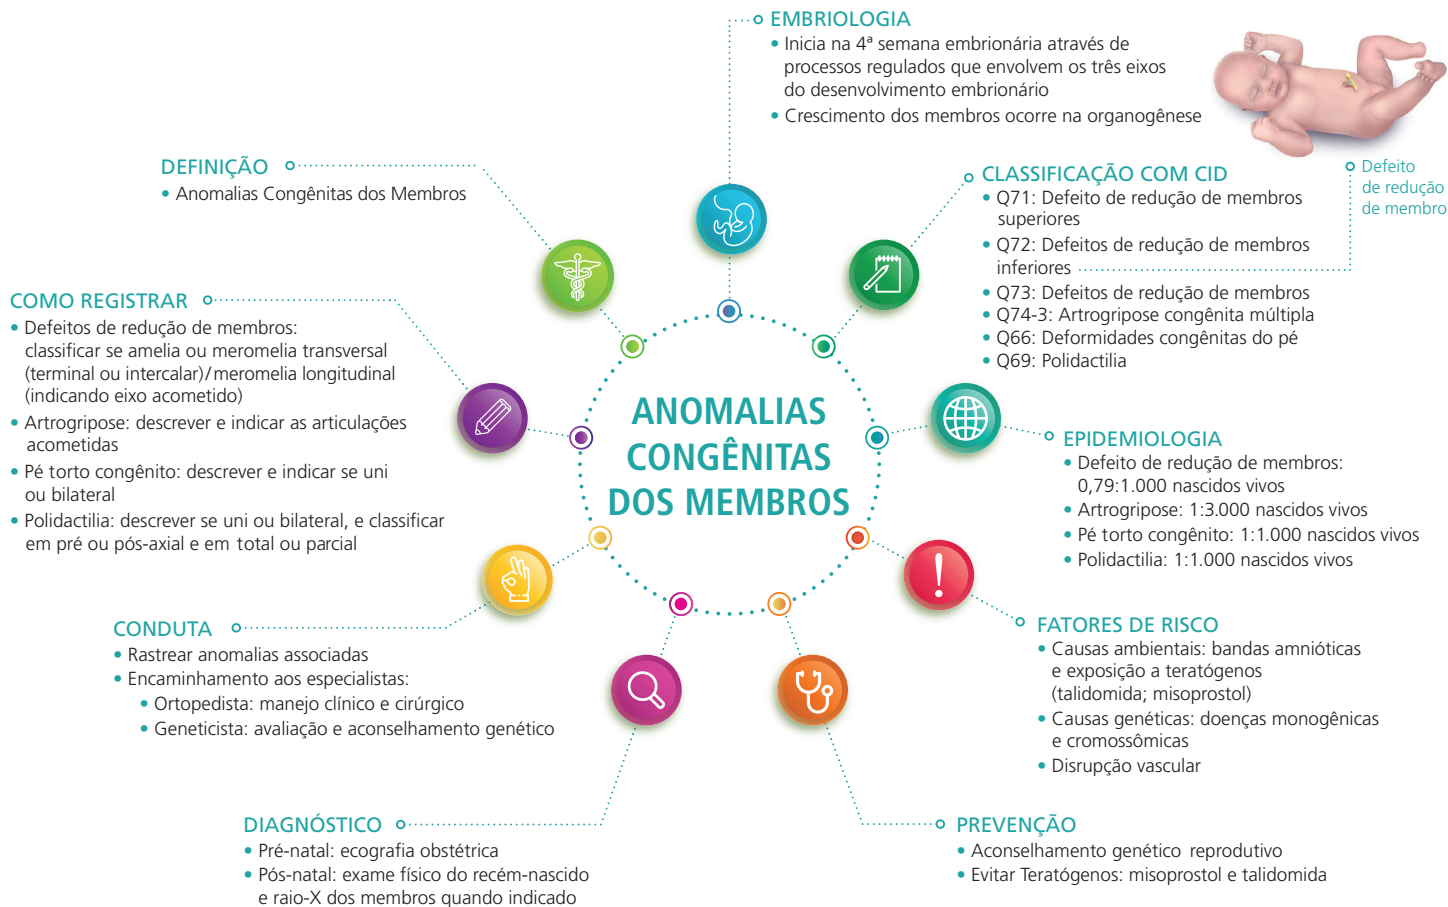 EMBRIOLOGIA
• Inicia na 4ª semana embrionária através de
processos regulados que envolvem os três eixos
do desenvolvimento embrionário
• Crescimento dos membros ocorre na organogênese
DEFINIÇÃO
• Anomalias Congênitas dos Membros
CLASSIFICAÇÃO COM CID
• Q71: Defeito de redução de membros
superiores
• Q72: Defeitos de redução de membros
inferiores
• Q73: Defeitos de redução de membros
• Q74-3: Artrogripose congênita múltipla
• Q66: Deformidades congênitas do pé
• Q69: Polidactilia
Defeito
de redução
de membro
COMO REGISTRAR
• Defeitos de redução de membros:
classificar se amelia ou meromelia transversal
(terminal ou intercalar)/meromelia longitudinal
(indicando eixo acometido)
• Artrogripose: descrever e indicar as articulações
acometidas
• Pé torto congênito: descrever e indicar se uni
ou bilateral
• Polidactilia: descrever se uni ou bilateral, e classificar
em pré ou pós-axial e em total ou parcial
ANOMALIAS
CONGÊNITAS
DOS MEMBROS
EPIDEMIOLOGIA
• Defeito de redução de membros:
0,79:1.000 nascidos vivos
• Artrogripose: 1:3.000 nascidos vivos
• Pé torto congênito: 1:1.000 nascidos vivos
• Polidactilia: 1:1.000 nascidos vivos
CONDUTA
• Rastrear anomalias associadas
• Encaminhamento aos especialistas:
• Ortopedista: manejo clínico e cirúrgico
• Geneticista: avaliação e aconselhamento genético
FATORES DE RISCO
• Causas ambientais: bandas amnióticas
e exposição a teratógenos
(talidomida; misoprostol)
• Causas genéticas: doenças monogênicas
e cromossômicas
• Disrupção vascular
DIAGNÓSTICO
• Pré-natal: ecografia obstétrica
• Pós-natal: exame físico do recém-nascido
e raio-X dos membros quando indicado
PREVENÇÃO
• Aconselhamento genético reprodutivo
• Evitar Teratógenos: misoprostol e talidomida